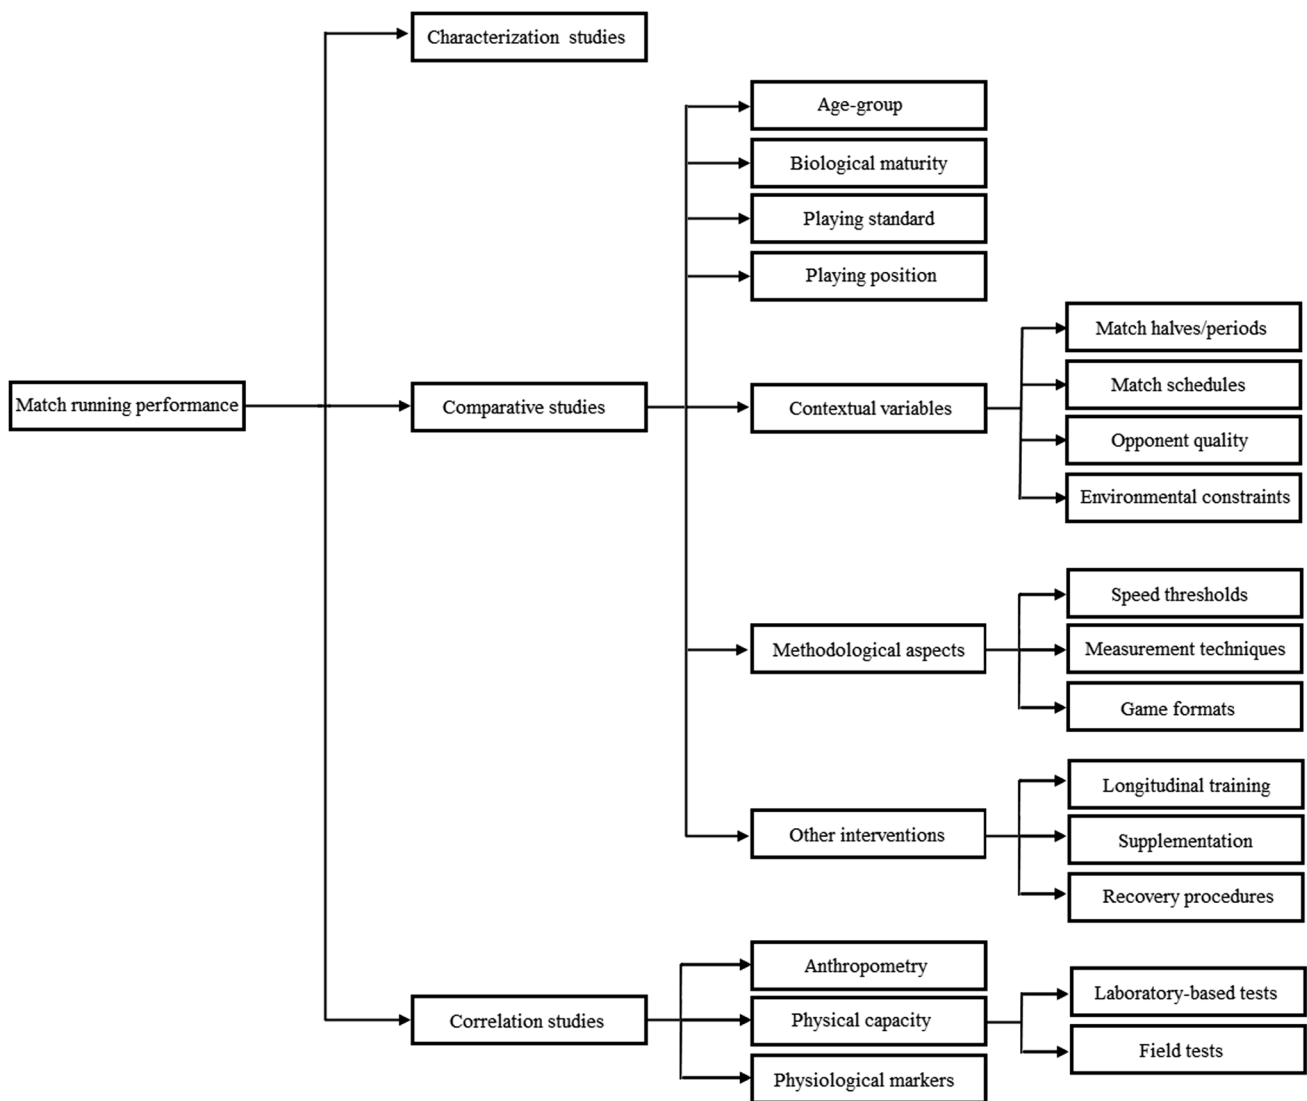 Characterization studies
Age-group
Biological maturity
Playing standard
Playing position
Match halves/periods
Match schedules
Match running performance
Comparative studies
Contextual variables
Opponent quality
Environmental constraints
Speed thresholds
Methodological aspects
Measurement techniques
Game formats
Longitudinal training
Other interventions
Supplementation
Recovery procedures
Anthropometry
Laboratory-based tests
Correlation studies
Physical capacity
Field tests
Physiological markers